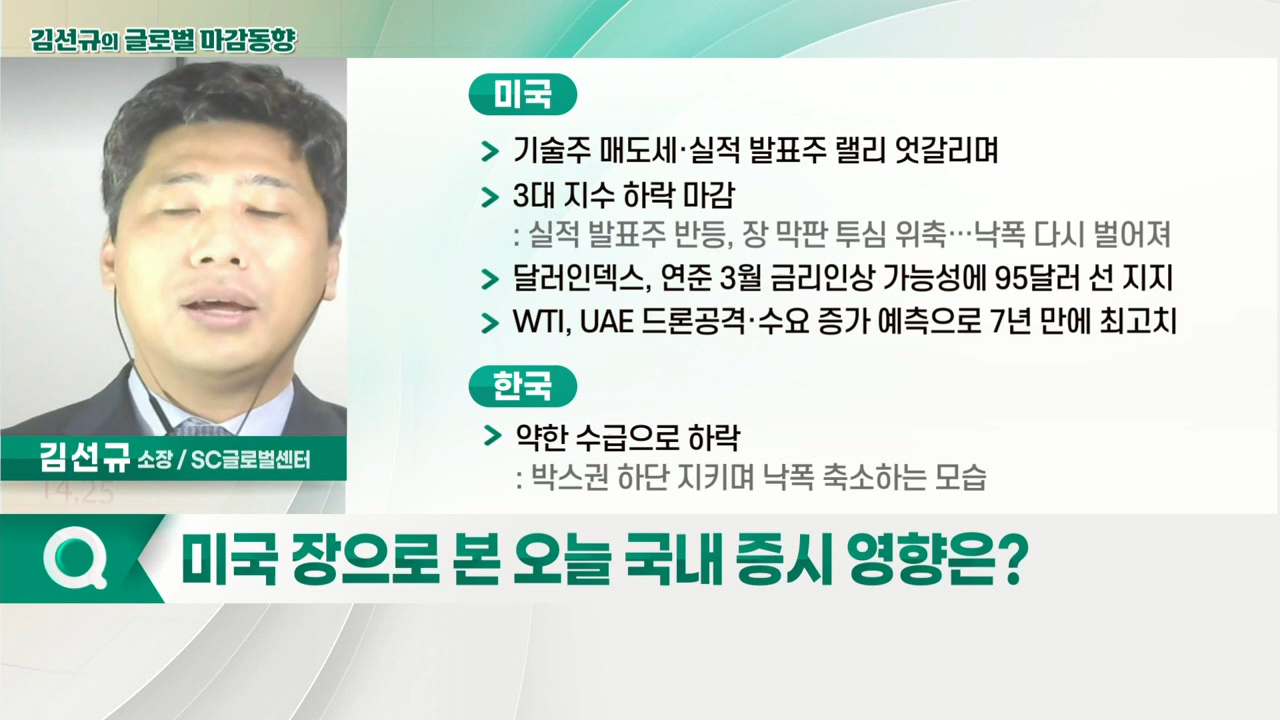 김선규의 글로벌 마감동향
미국
기술주 매도세·실적 발표주 랠리 엇갈리며
3대 지수 하락 마감
: 실적 발표주 반등, 장 막판 투심 위축…낙폭 다시 벌어져
달러인덱스, 연준 3월 금리인상 가능성에 95달러 선 지지
WTI, UAE 드론공격·수요 증가 예측으로 7년 만에 최고치
한국
약한 수급으로 하락
: 박스권 하단 지키며 낙폭 축소하는 모습
김선규 소장 / SC글로벌센터
14.25
Q 미국 장으로 본 오늘 국내 증시 영향은?